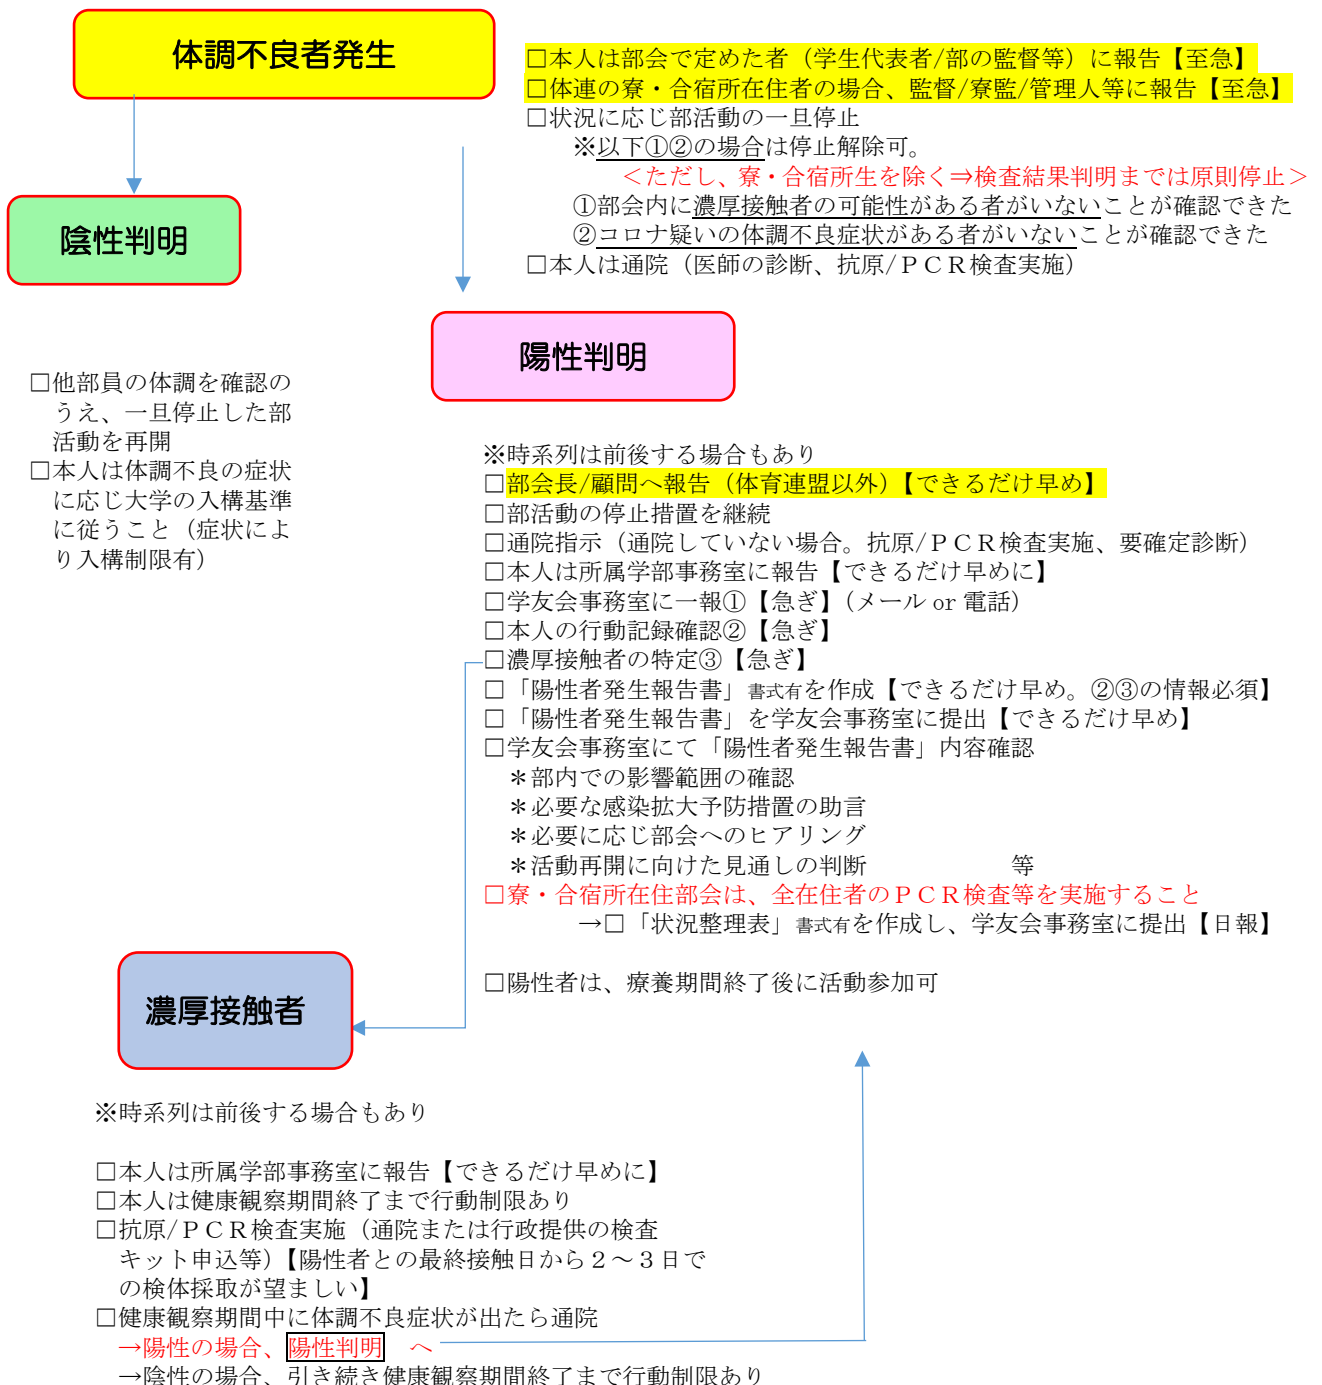 体調不良者発生
□本人は部会で定めた者（学生代表者/部の監督等）に報告【至急】
□体連の寮・合宿所在住者の場合、監督/寮監/管理人等に報告【至急】
□状況に応じ部活動の一旦停止
※以下①②の場合は停止解除可。
＜ただし、寮・合宿所生を除く⇒検査結果判明までは原則停止＞
①部会内に濃厚接触者の可能性がある者がいないことが確認できた
②コロナ疑いの体調不良症状がある者がいないことが確認できた
□本人は通院（医師の診断、抗原/ＰＣＲ検査実施）
陰性判明
□他部員の体調を確認の
うえ、一旦停止した部
活動を再開
□本人は体調不良の症状
に応じ大学の入構基準
に従うこと（症状によ
り入構制限有）
陽性判明
※時系列は前後する場合もあり
□部会長/顧問へ報告（体育連盟以外）【できるだけ早め】
□部活動の停止措置を継続
□通院指示（通院していない場合。抗原/ＰＣＲ検査実施、要確定診断）
□本人は所属学部事務室に報告【できるだけ早めに】
□学友会事務室に一報①【急ぎ】（メール or 電話）
□本人の行動記録確認②【急ぎ】
□濃厚接触者の特定③【急ぎ】
□「陽性者発生報告書」書式有を作成【できるだけ早め。②③の情報必須】
□「陽性者発生報告書」を学友会事務室に提出【できるだけ早め】
□学友会事務室にて「陽性者発生報告書」内容確認
＊部内での影響範囲の確認
＊必要な感染拡大予防措置の助言
＊必要に応じ部会へのヒアリング
＊活動再開に向けた見通しの判断　　　　　　等
□寮・合宿所在住部会は、全在住者のＰＣＲ検査等を実施すること
→□「状況整理表」書式有を作成し、学友会事務室に提出【日報】
□陽性者は、療養期間終了後に活動参加可
濃厚接触者
※時系列は前後する場合もあり
□本人は所属学部事務室に報告【できるだけ早めに】
□本人は健康観察期間終了まで行動制限あり
□抗原/ＰＣＲ検査実施（通院または行政提供の検査
キット申込等）【陽性者との最終接触日から２～３日で
の検体採取が望ましい】
□健康観察期間中に体調不良症状が出たら通院
→陽性の場合、陽性判明　へ
→陰性の場合、引き続き健康観察期間終了まで行動制限あり